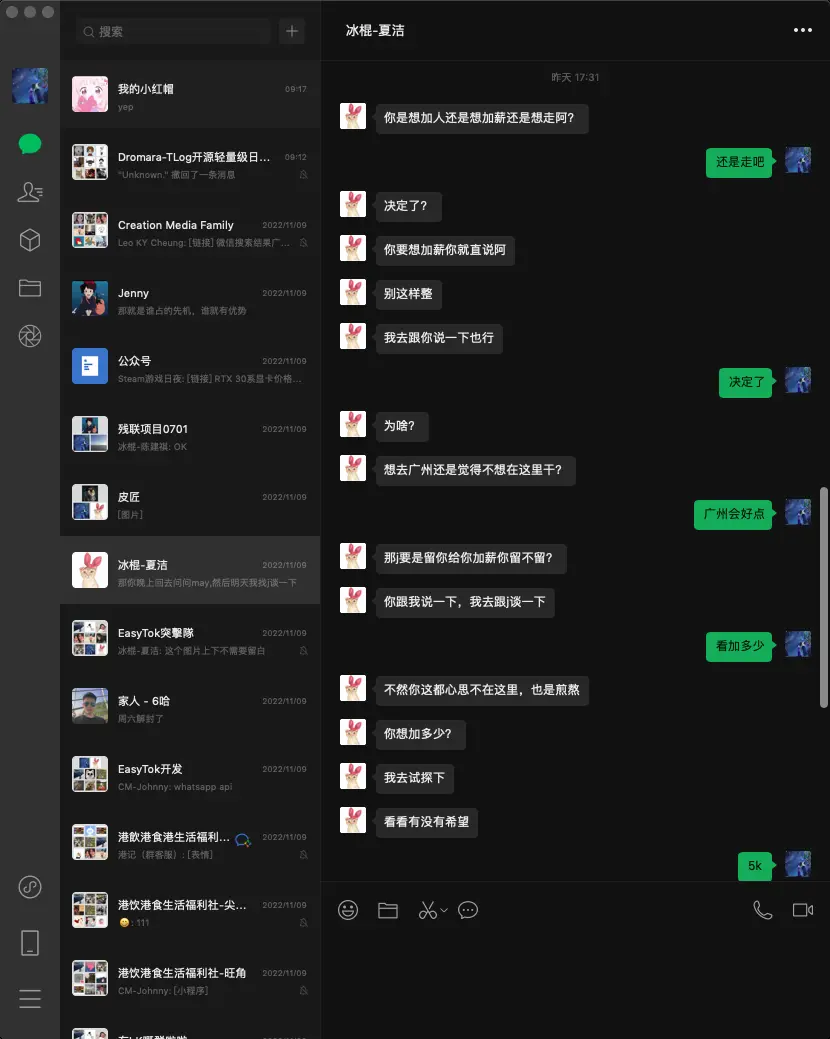 搜索
我的小红帽
09:17
yep
Dromara-TLog开源轻量级日...
09:12
"Unknown." 撤回了一条消息
Creation Media Family
2022/11/09
Leo KY Cheung: [链接] 微信搜索结果广...
Jenny
2022/11/09
那就是谁占的先机，谁就有优势
公众号
2022/11/09
Steam游戏日夜: [链接] RTX 30系显卡价格...
残联项目0701
2022/11/09
冰棍-陈建祺: OK
皮匠
2022/11/09
[图片]
冰棍-夏洁
2022/11/09
那你晚上回去问问may,然后明天我找j谈一下
EasyTok突擊隊
2022/11/09
冰棍-夏洁: 这个图片上下不需要留白
家人 - 6哈
2022/11/09
周六解封了
EasyTok开发
2022/11/09
CM-Johnny: whatsapp api
港飲港食港生活福利...
2022/11/09
港记（群客服）: [表情]
港饮港食港生活福利社-尖...
2022/11/09
😀: 111
港饮港食港生活福利社-旺角
2022/11/09
CM-Johnny: [小程序]
冰棍-夏洁
昨天 17:31
你是想加人还是想加薪还是想走阿?
还是走吧
决定了?
你要想加薪你就直说阿
别这样整
我去跟你说一下也行
决定了
为啥?
想去广州还是觉得不想在这里干?
广州会好点
那j要是留你给你加薪你留不留?
你跟我说一下，我去跟j谈一下
看加多少
不然你这都心思不在这里，也是煎熬
你想加多少?
我去试探下
看看有没有希望
5k